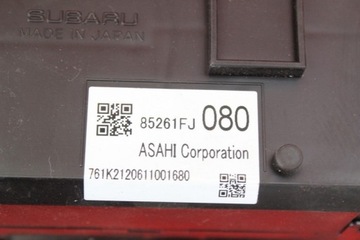 SUBARU
MADE IN JAPAN
85261FJ 080
ASAHI Corporation
761K2120611001680